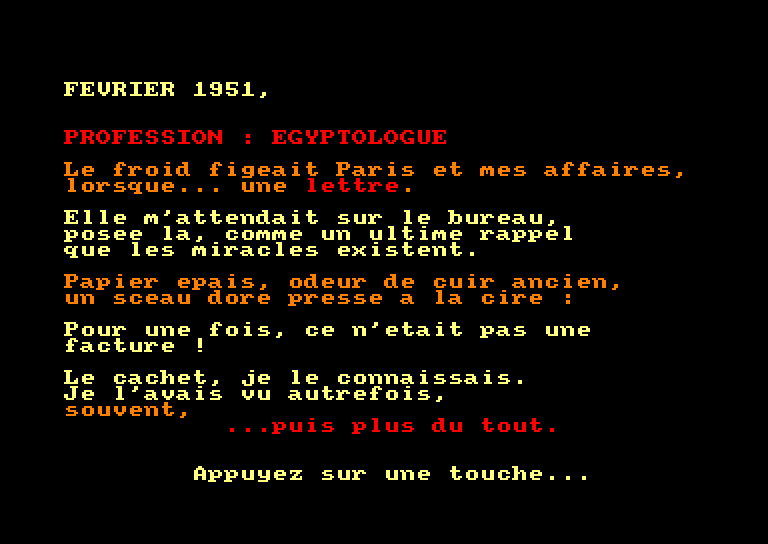 FEVRIER 1951,
PROFESSION : EGYPTOLOGUE
Le froid figeait Paris et mes affaires,
lorsque... une lettre.
Elle m'attendait sur le bureau,
posee la, comme un ultime rappel
que les miracles existent.
Papier epais, odeur de cuir ancien,
un sceau dore presse a la cire :
Pour une fois, ce n'etait pas une
facture !
Le cachet, je le connaissais.
Je l'avais vu autrefois,
souvent,
...puis plus du tout.
Appuyez sur une touche...